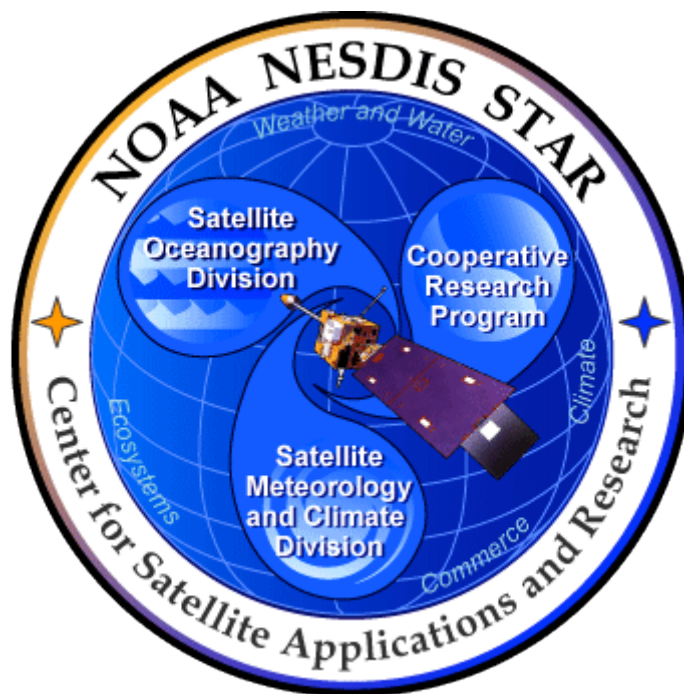 NOAA NESDIS STAR
Weather and Water
Satellite
Oceanography
Division
Cooperative
Research
Program
Climate
Ecosystems
Satellite
Meteorology
and Climate
Division
Commerce
Center for Satellite Applications and Research